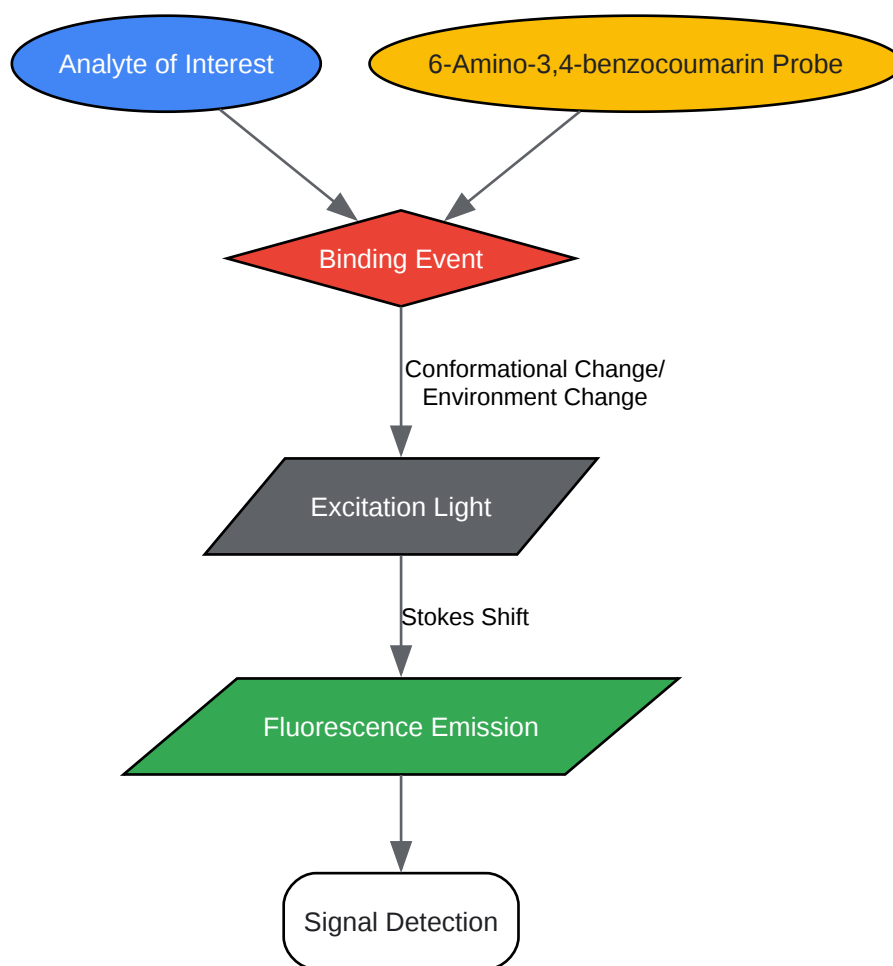 Analyte of Interest
6-Amino-3,4-benzocoumarin Probe
Binding Event
Conformational Change/
Environment Change
Excitation Light
Stokes Shift
Fluorescence Emission
Signal Detection